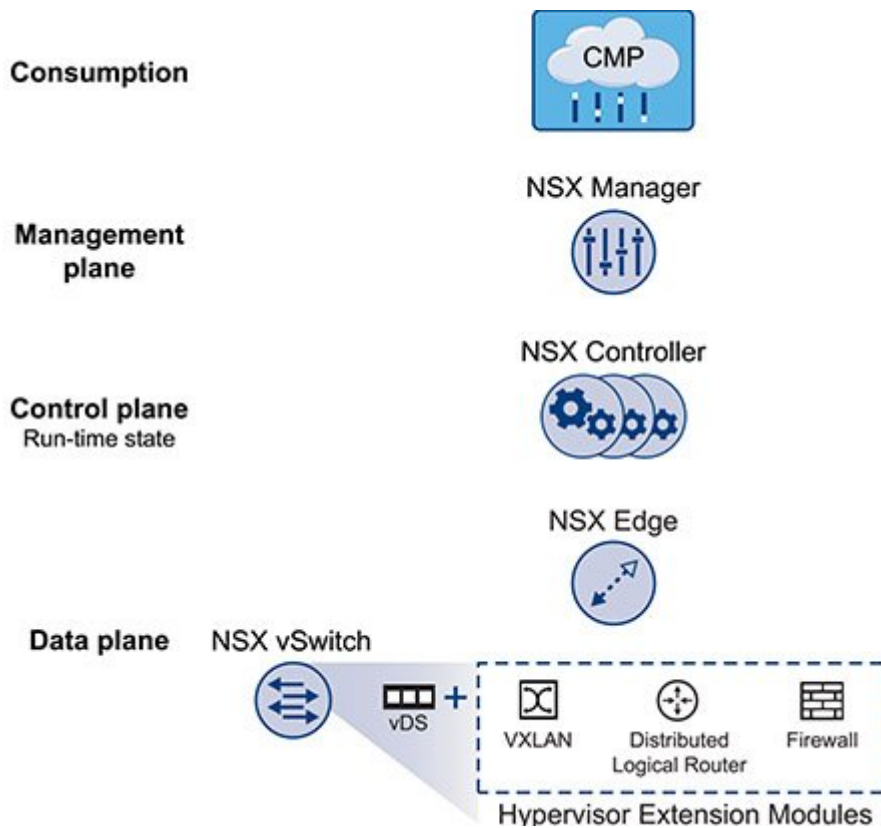 Consumption
CMP
NSX Manager
Management
plane
NSX Controller
Control plane
Run-time state
NSX Edge
Data plane
NSX vSwitch
vDS
+
VXLAN
Distributed
Logical Router
Firewall
Hypervisor Extension Modules